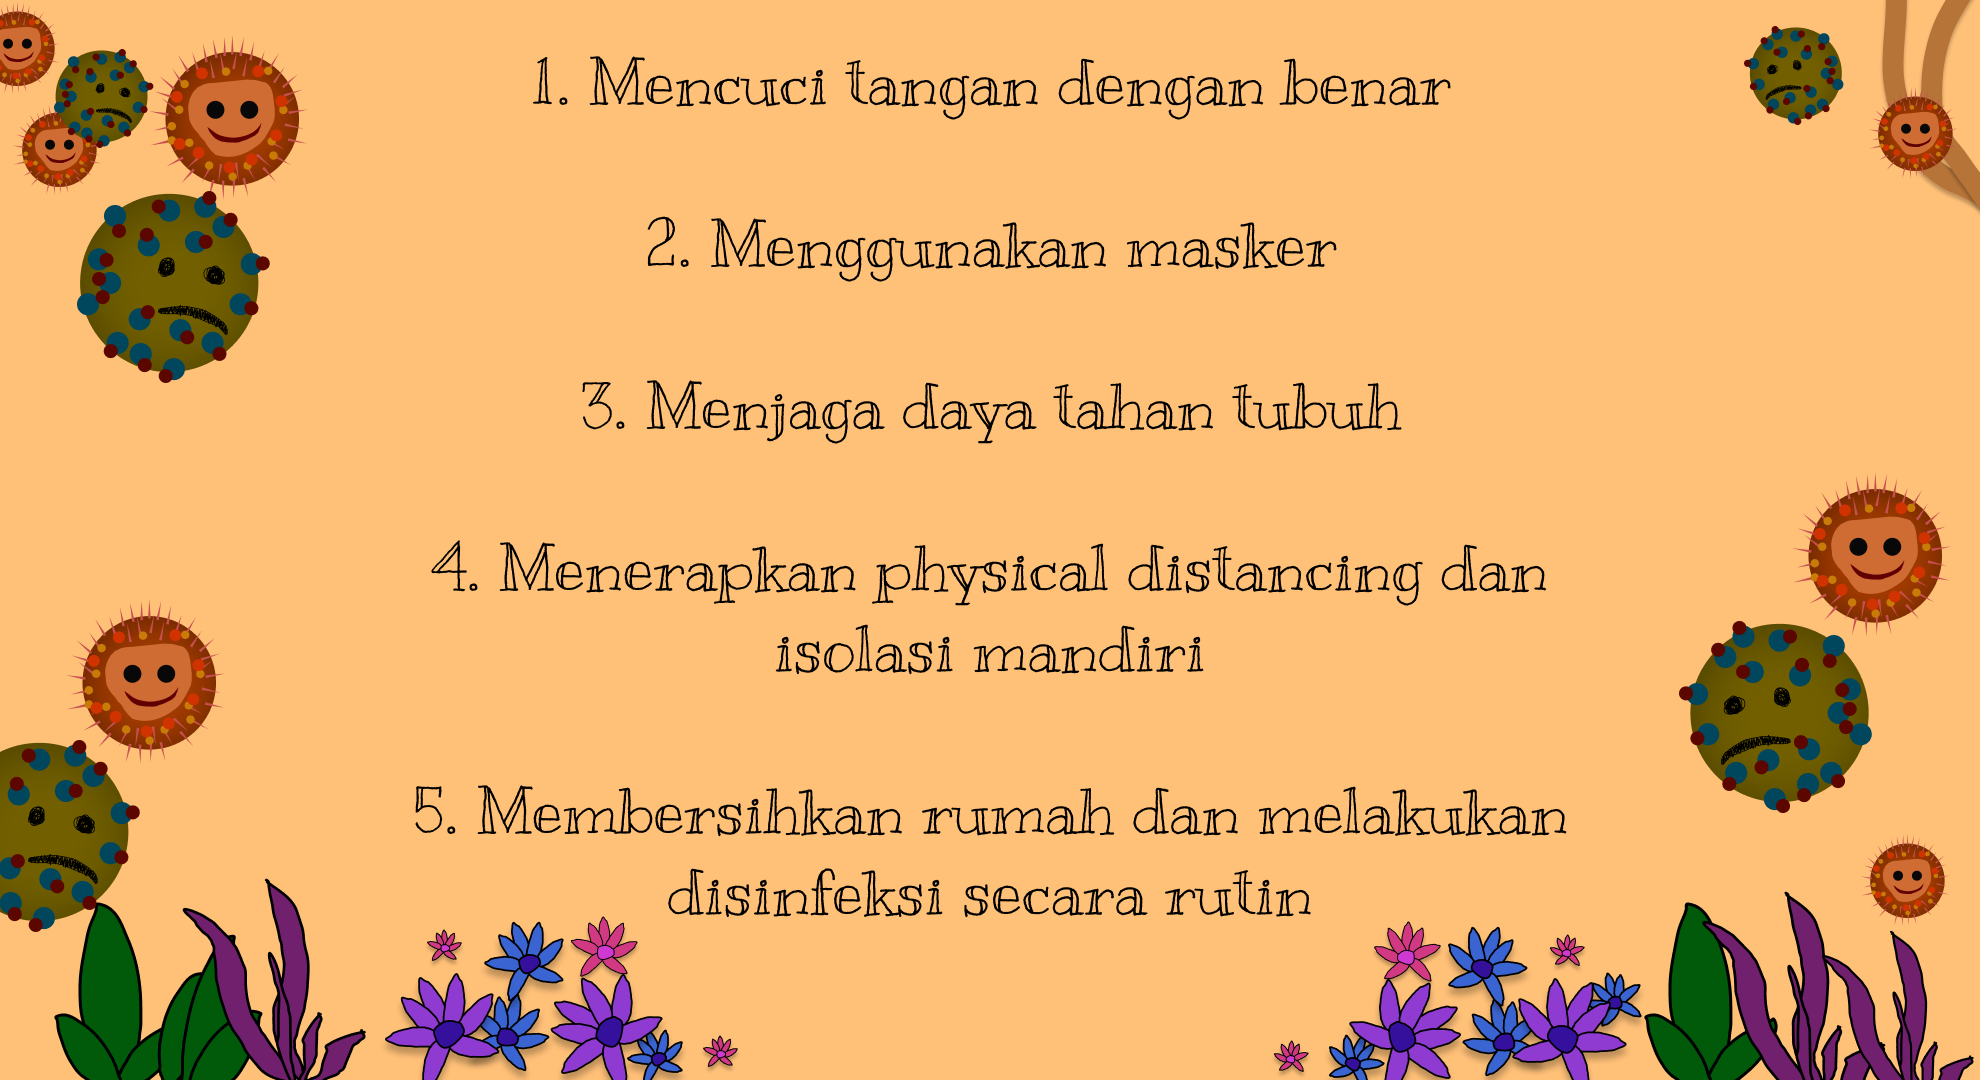 1. Mencuci tangan dengan benar
2. Menggunakan masker
3. Menjaga daya tahan tubuh
4. Menerapkan physical distancing dan
isolasi mandiri
5. Membersihkan rumah dan melakukan
disinfeksi secara rutin